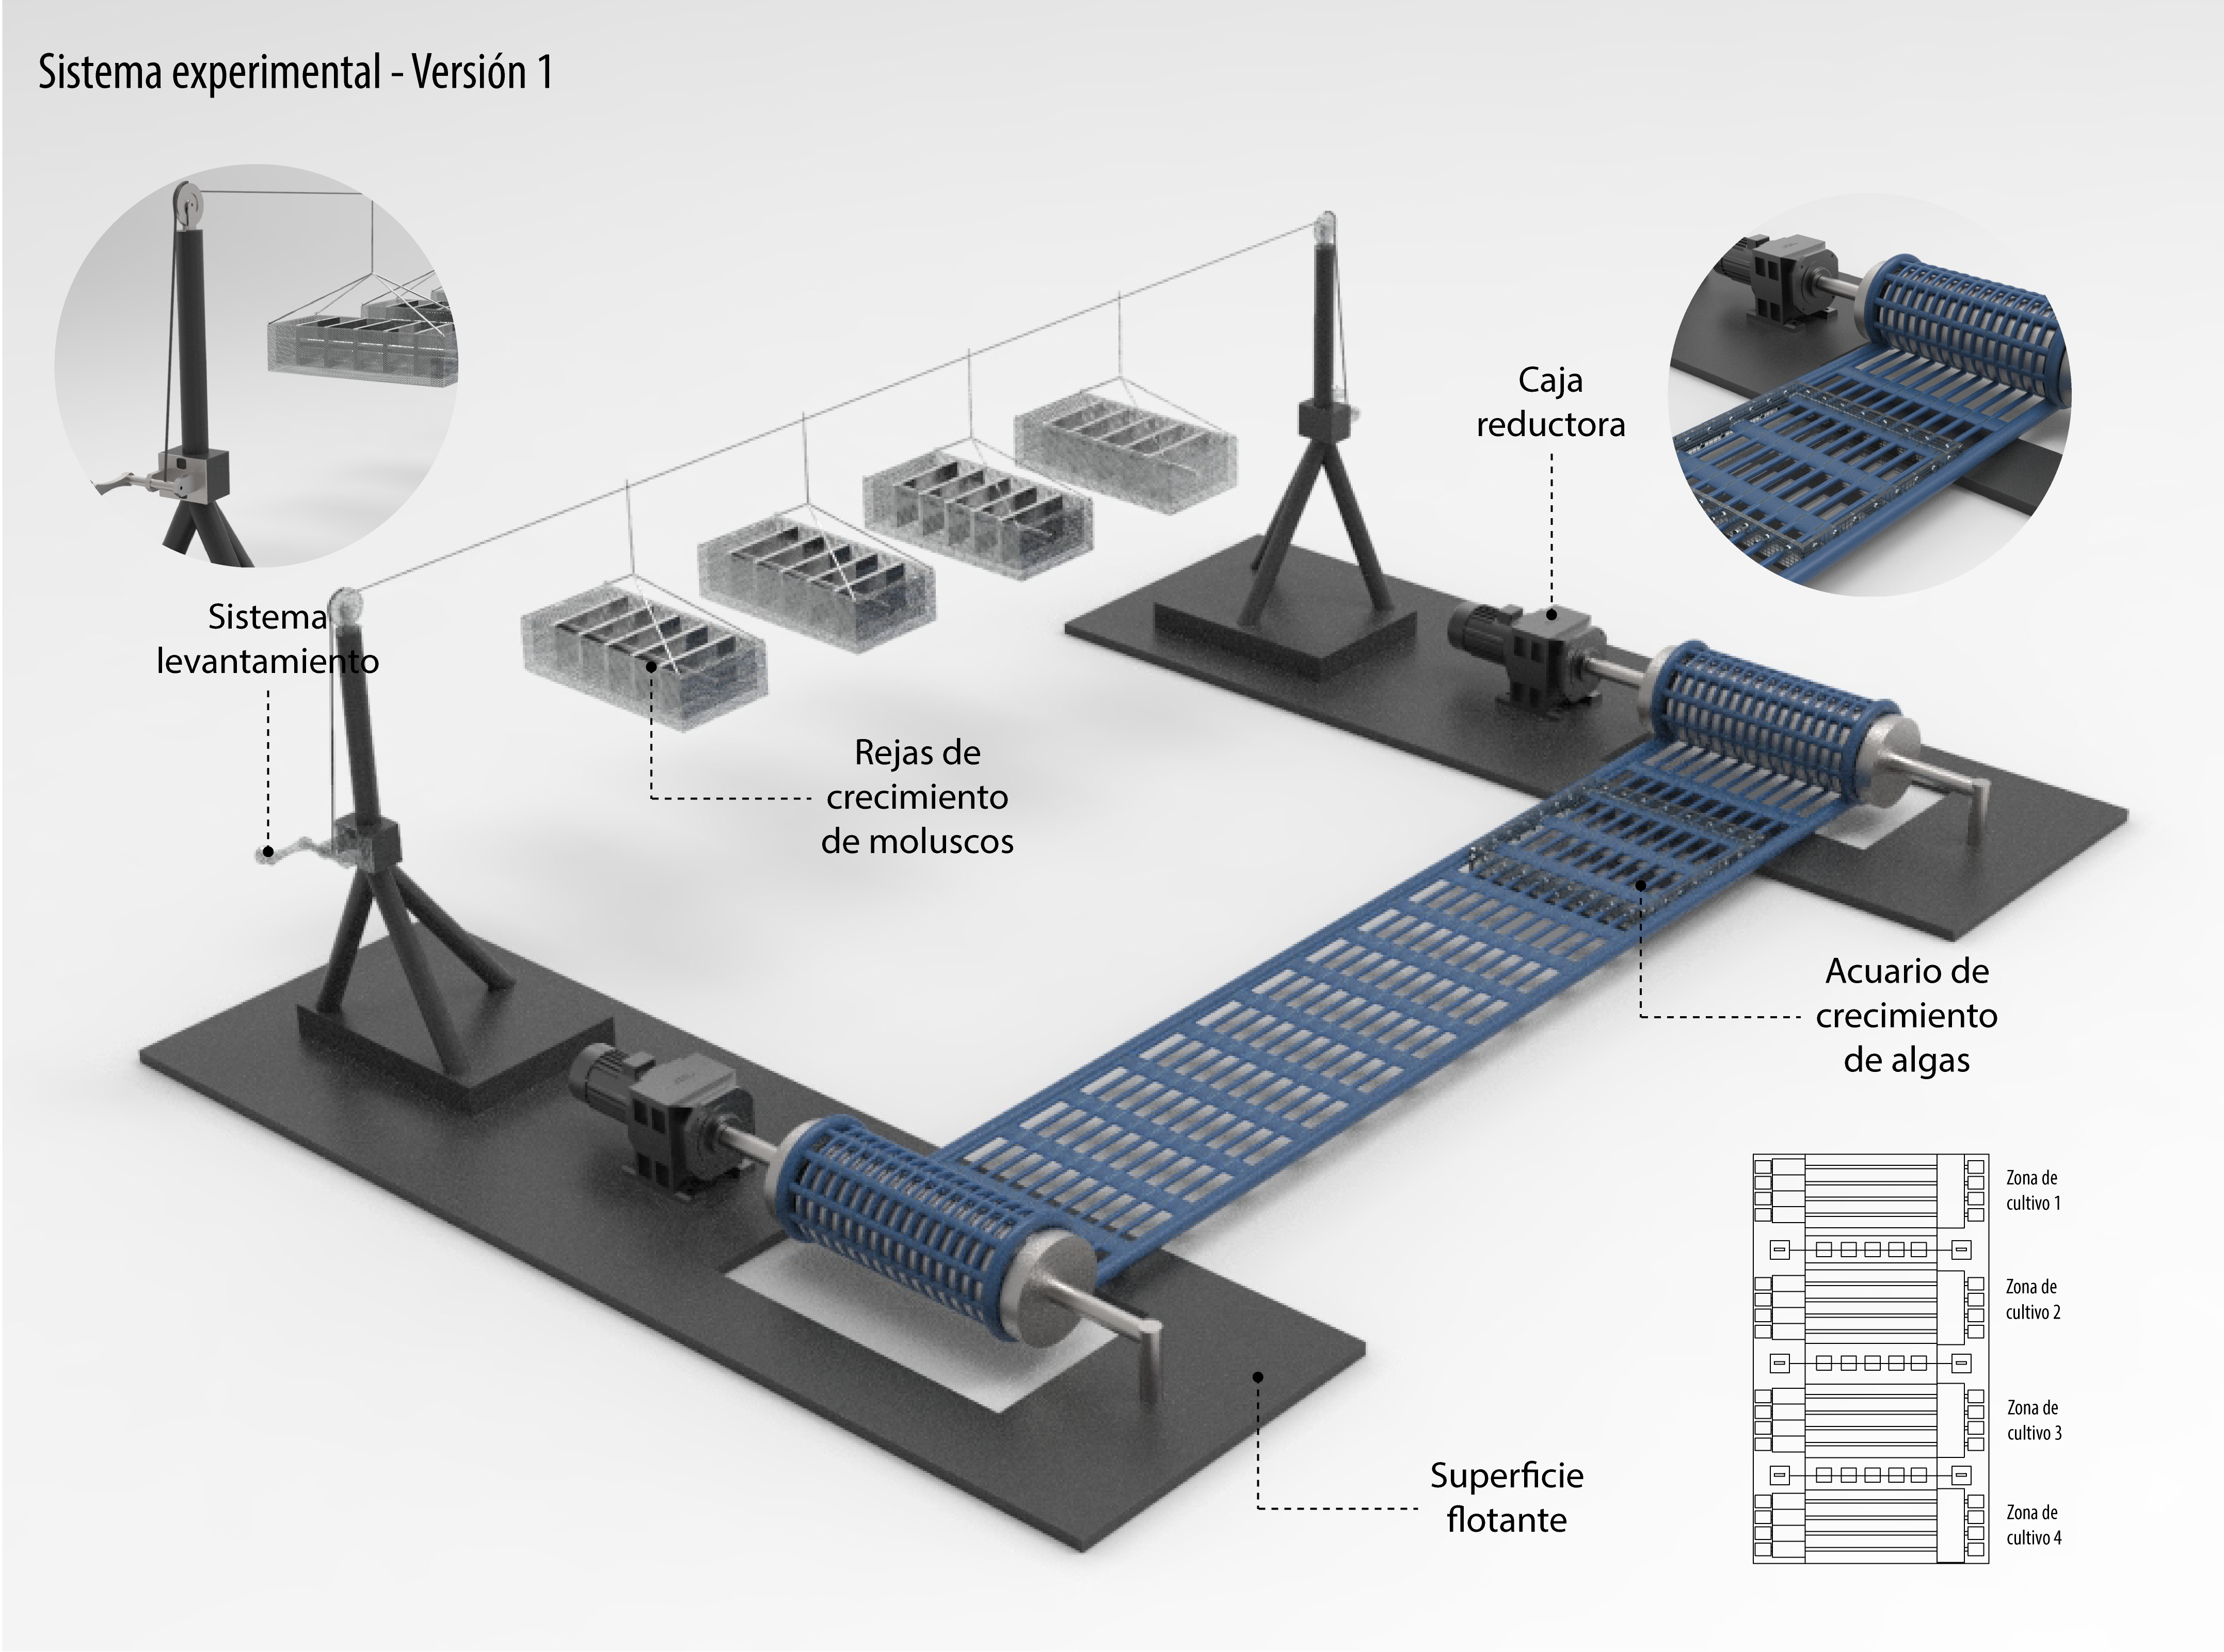 Sistema experimental - Versión 1
Caja
reductora
Sistema
levantamiento
Rejas de
crecimiento
de moluscos
Acuario de
crecimiento
de algas
Zona de
cultivo 1
Zona de
cultivo 2
Zona de
cultivo 3
Zona de
cultivo 4
Superficie
flotante